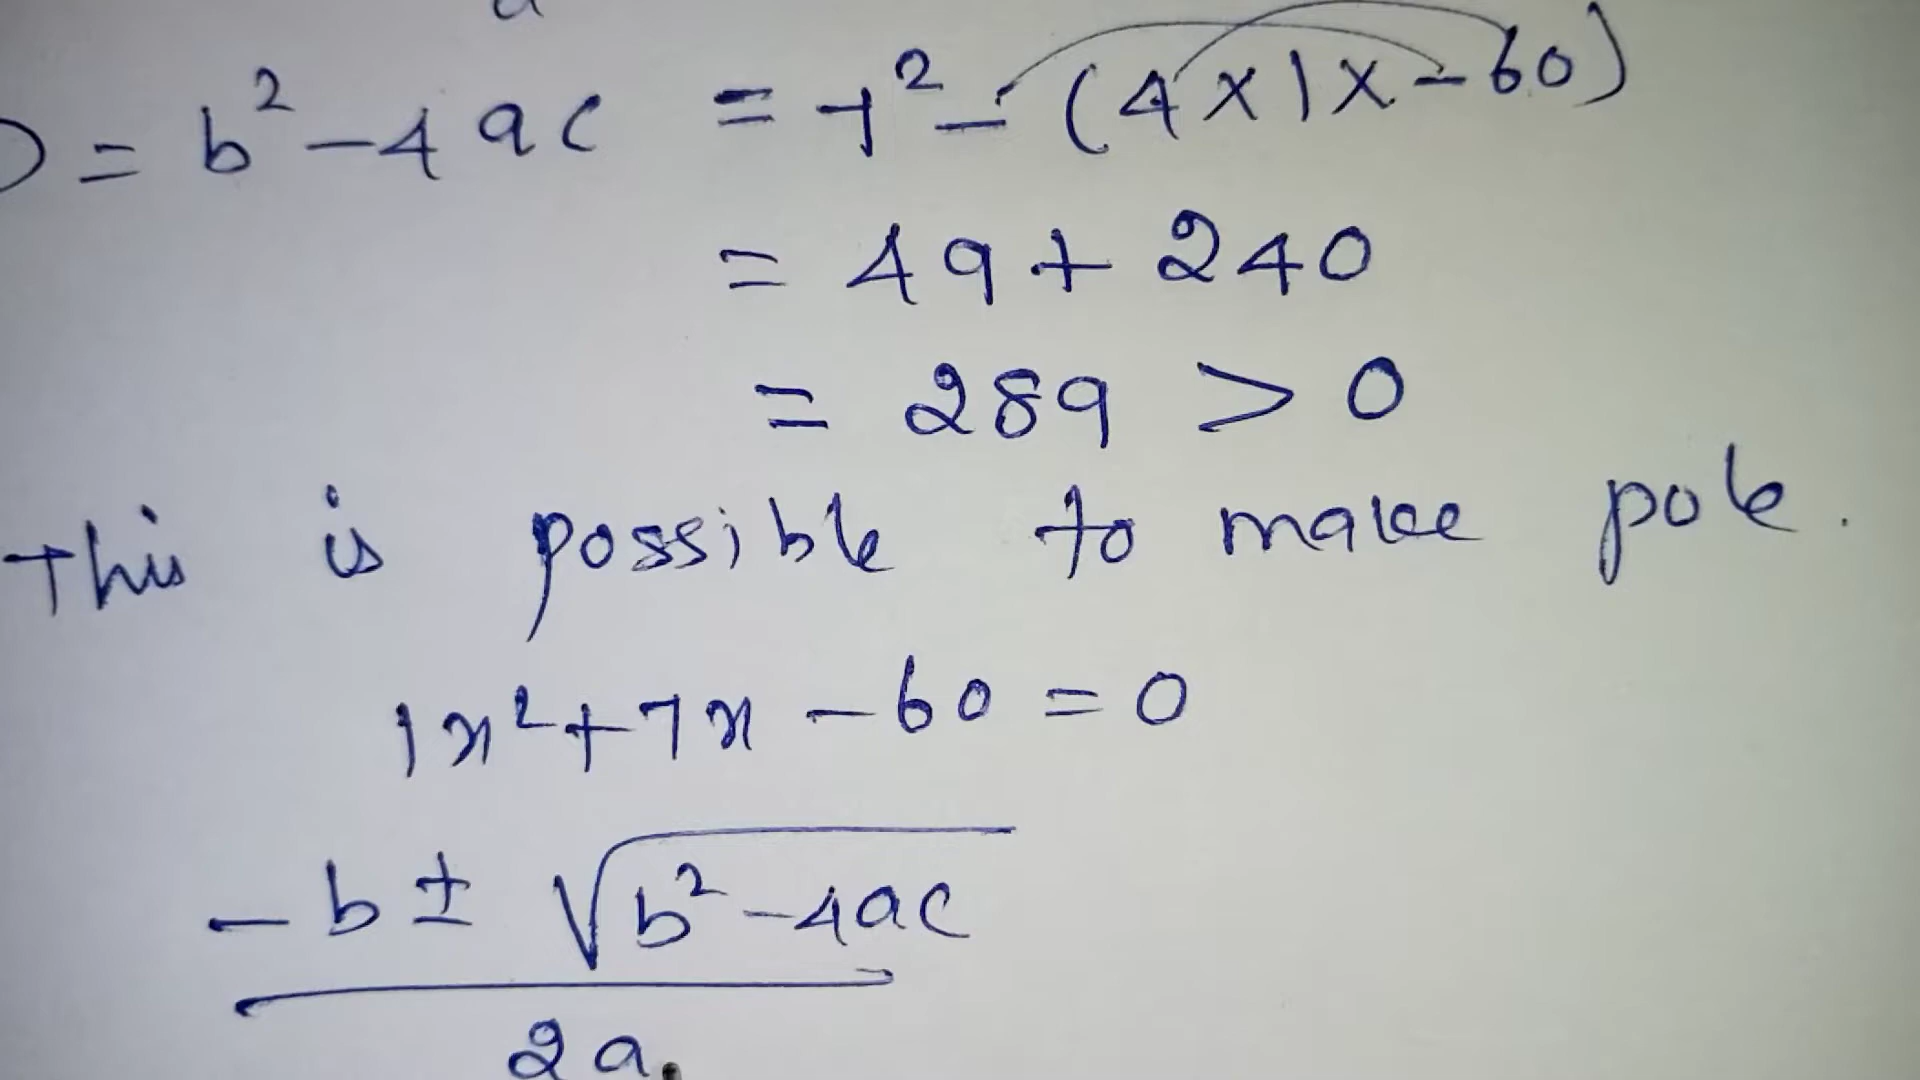 D = b² - 4ac = 7² - (4 x 1 x - 60)
= 49 + 240
= 289 > 0
This is possible to make pole.
1x² + 7x - 60 = 0
-b ± √b² - 4ac
2a